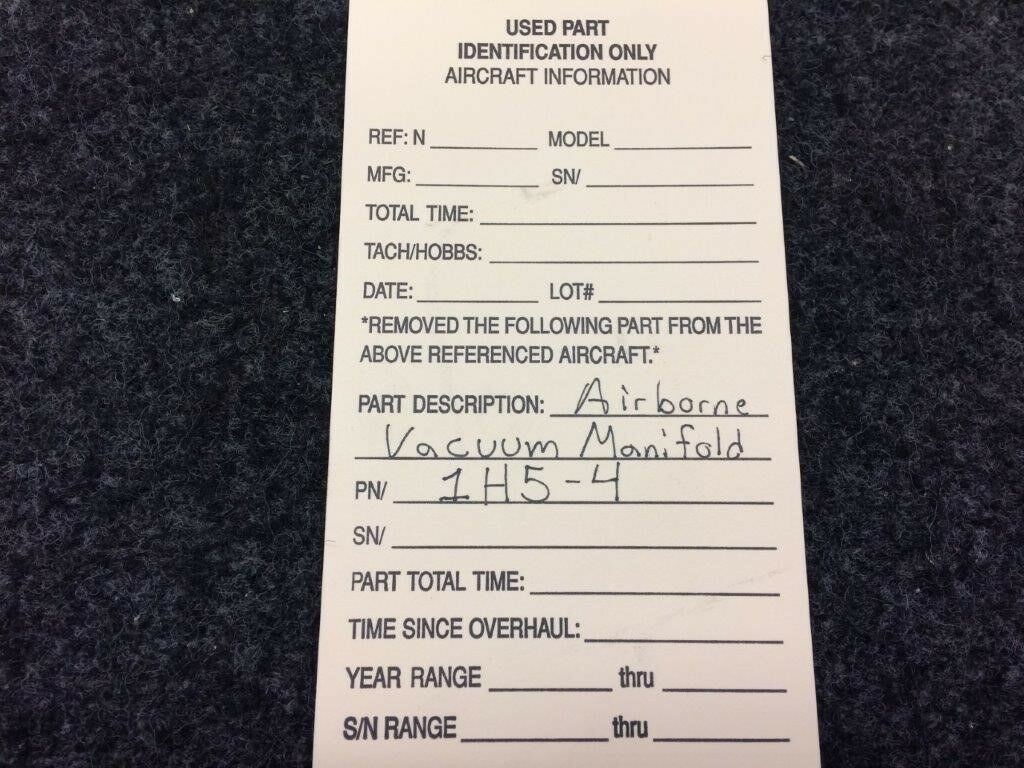 USED PART
IDENTIFICATION ONLY
AIRCRAFT INFORMATION
REF: N MODEL
MFG: SN/
TOTAL TIME:
TACH/HOBBS:
DATE: LOT#
*REMOVED THE FOLLOWING PART FROM THE
ABOVE REFERENCED AIRCRAFT.*
PART DESCRIPTION: Airborne
Vacuum Manifold
PN/ 1H5-4
SN/
PART TOTAL TIME:
TIME SINCE OVERHAUL:
YEAR RANGE thru
S/N RANGE thru